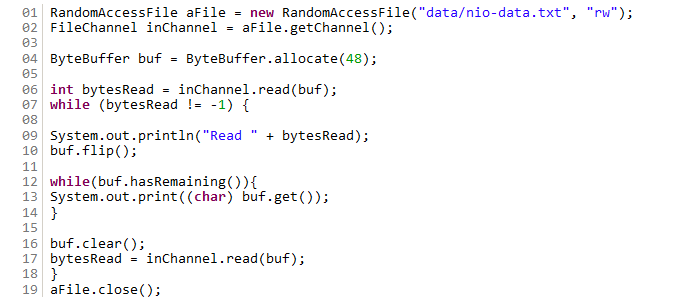 01 RandomAccessFile aFile = new RandomAccessFile("data/nio-data.txt", "rw");
02 FileChannel inChannel = aFile.getChannel();
03
04 ByteBuffer buf = ByteBuffer.allocate(48);
05
06 int bytesRead = inChannel.read(buf);
07 while (bytesRead != -1) {
08
09 System.out.println("Read " + bytesRead);
10 buf.flip();
11
12 while(buf.hasRemaining()){
13 System.out.print((char) buf.get());
14 }
15
16 buf.clear();
17 bytesRead = inChannel.read(buf);
18 }
19 aFile.close();